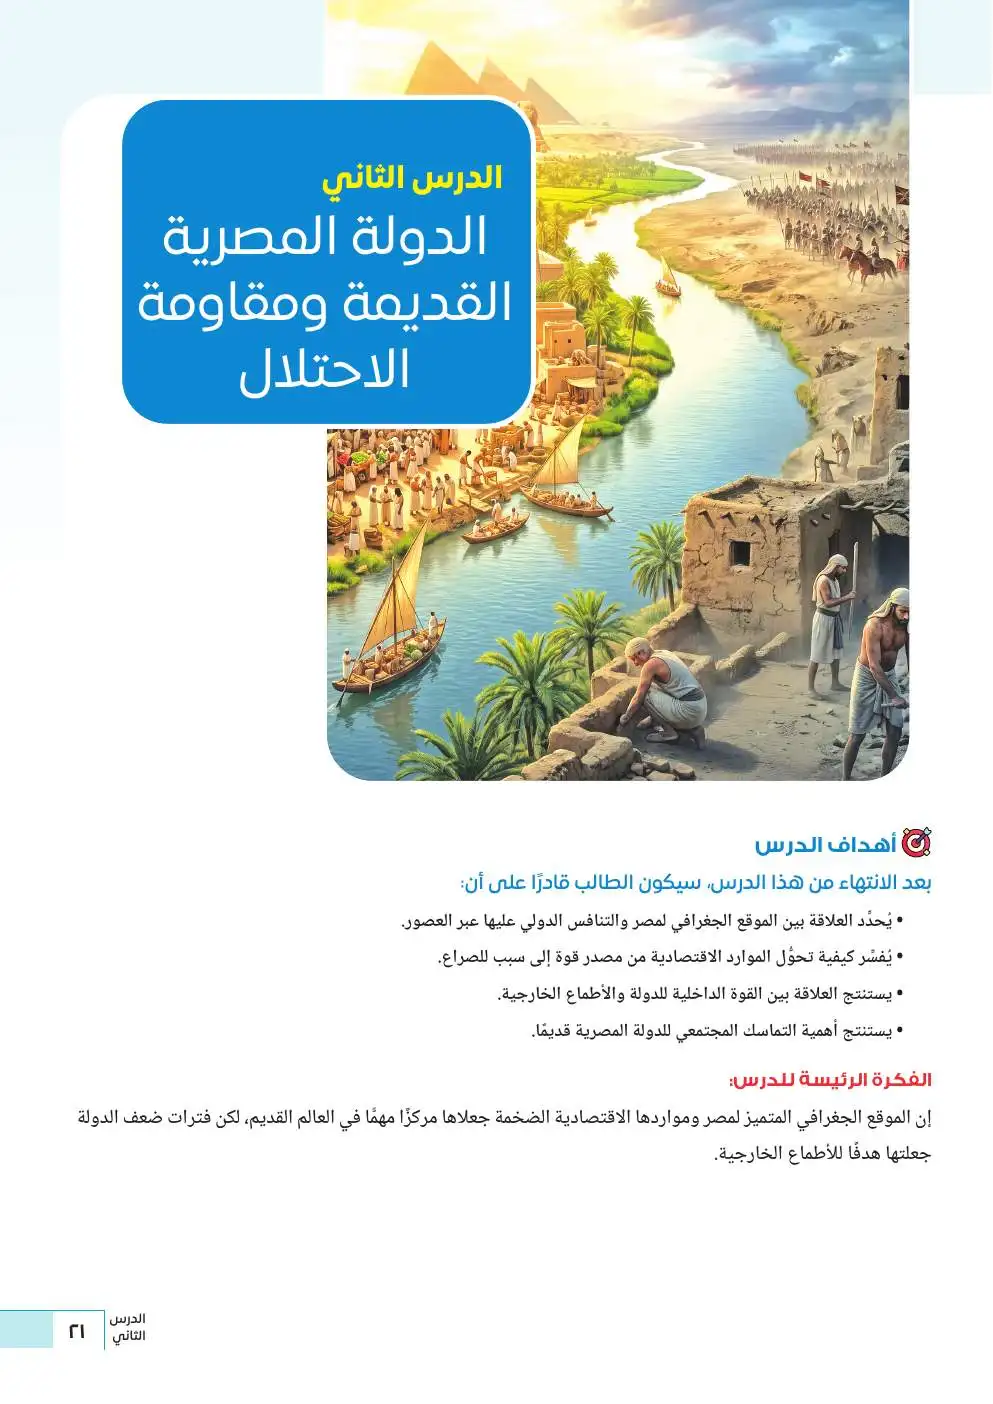 الدرس الثاني
الدولة المصرية
القديمة ومقاومة
الاحتلال
أهداف الدرس
بعد الانتهاء من هذا الدرس، سيكون الطالب قادرًا على أن:
• يُحدِّد العلاقة بين الموقع الجغرافي لمصر والتنافس الدولي عليها عبر العصور.
• يُفسِّر كيفية تحوُّل الموارد الاقتصادية من مصدر قوة إلى سبب للصراع.
• يستنتج العلاقة بين القوة الداخلية للدولة والأطماع الخارجية.
• يستنتج أهمية التماسك المجتمعي للدولة المصرية قديمًا.
الفكرة الرئيسة للدرس:
إن الموقع الجغرافي المتميز لمصر ومواردها الاقتصادية الضخمة جعلاها مركزًا مهمًّا في العالم القديم، لكن فترات ضعف الدولة
جعلتها هدفًا للأطماع الخارجية.
الدرس
الثاني
٢١